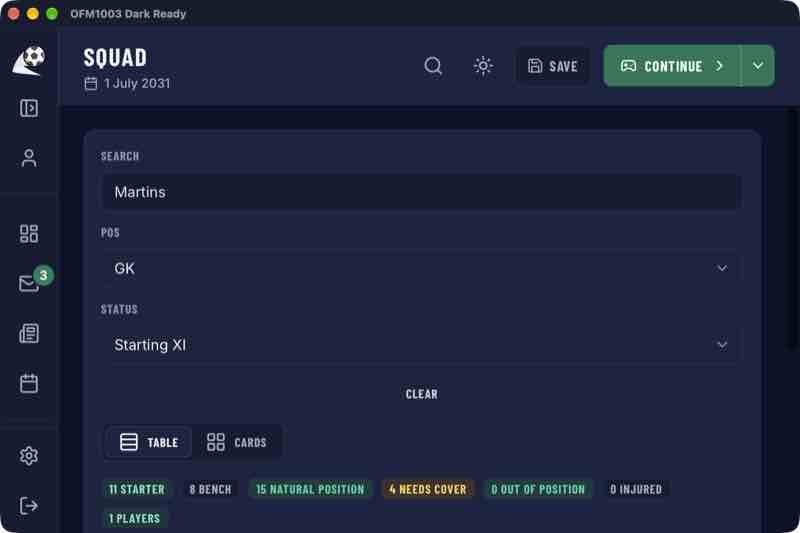 OFM1003 Dark Ready
SQUAD
1 July 2031
SAVE
CONTINUE
3
SEARCH
Martins
POS
GK
STATUS
Starting XI
CLEAR
TABLE
CARDS
11 STARTER
8 BENCH
15 NATURAL POSITION
4 NEEDS COVER
0 OUT OF POSITION
0 INJURED
1 PLAYERS